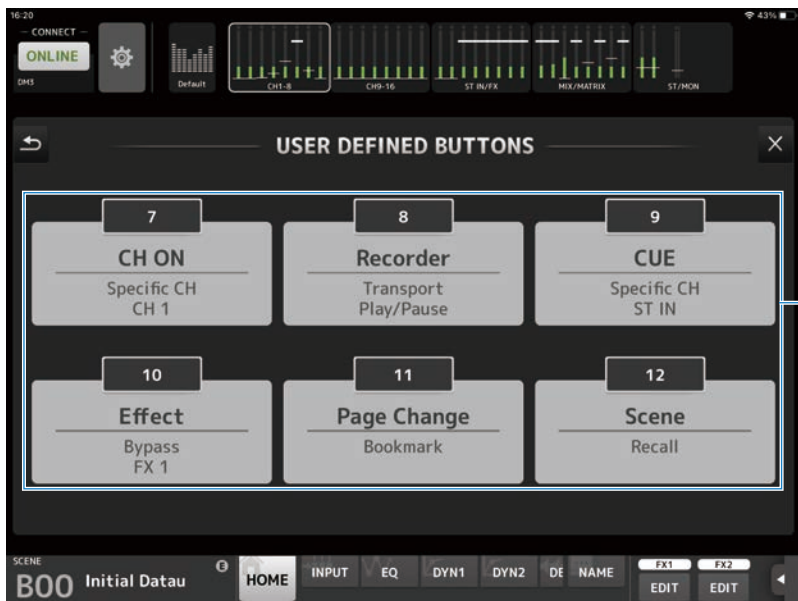 16:20
43%
CONNECT
ONLINE
DM3
Default
CH1-8
CH9-16
ST IN/FX
MIX/MATRIX
ST/MON
USER DEFINED BUTTONS
7
CH ON
Specific CH
CH 1
8
Recorder
Transport
Play/Pause
9
CUE
Specific CH
ST IN
10
Effect
Bypass
FX 1
11
Page Change
Bookmark
12
Scene
Recall
SCENE
B00 Initial Datau
E
HOME
INPUT
EQ
DYN1
DYN2
DE
NAME
FX1
EDIT
FX2
EDIT